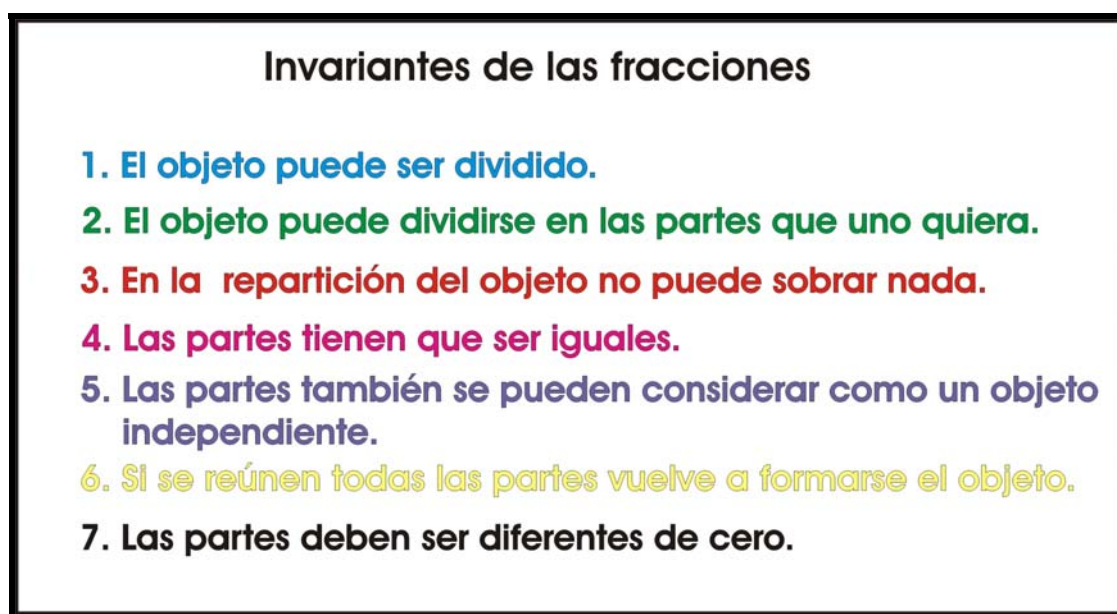 Invariantes de las fracciones
1. El objeto puede ser dividido.
2. El objeto puede dividirse en las partes que uno quiera.
3. En la repartición del objeto no puede sobrar nada.
4. Las partes tienen que ser iguales.
5. Las partes también se pueden considerar como un objeto
independiente.
6. Si se reúnen todas las partes vuelve a formarse el objeto.
7. Las partes deben ser diferentes de cero.